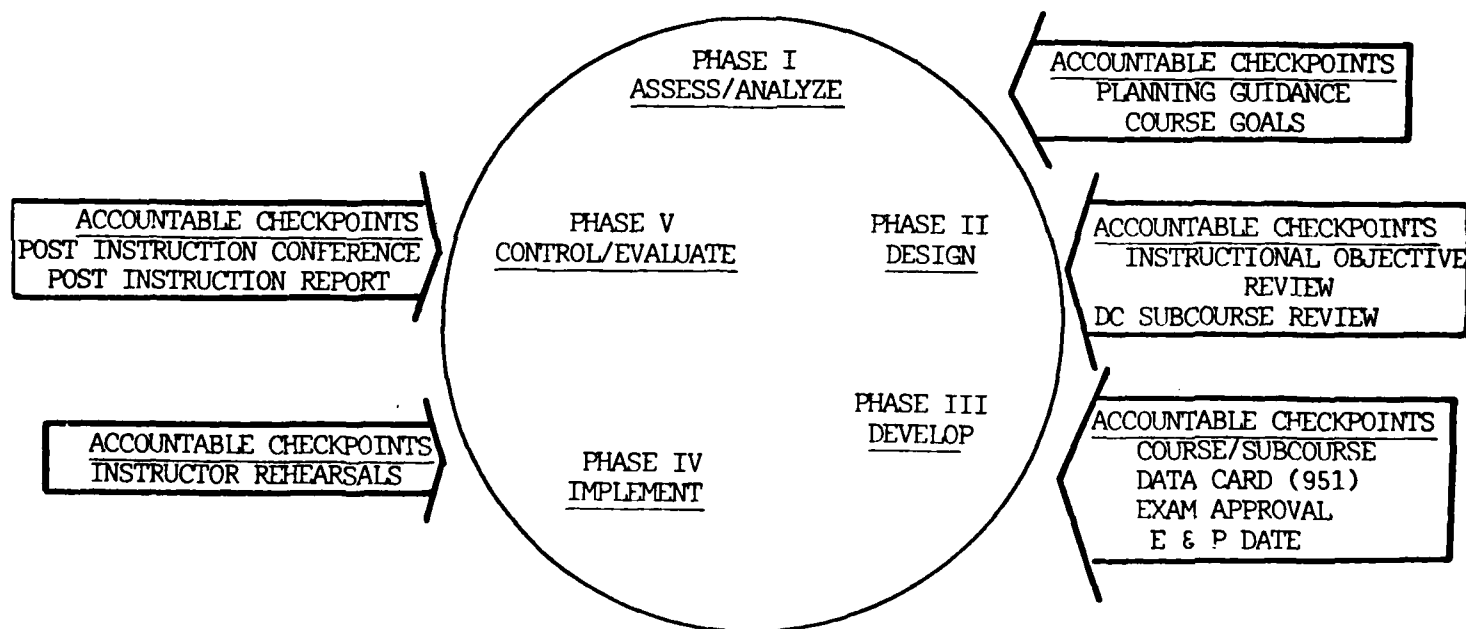 PHASE I
ASSESS/ANALYZE
ACCOUNTABLE CHECKPOINTS
PLANNING GUIDANCE
COURSE GOALS
PHASE II
DESIGN
ACCOUNTABLE CHECKPOINTS
INSTRUCTIONAL OBJECTIVE
REVIEW
DC SUBCOURSE REVIEW
PHASE III
DEVELOP
ACCOUNTABLE CHECKPOINTS
COURSE/SUBCOURSE
DATA CARD (951)
EXAM APPROVAL
E & P DATE
PHASE IV
IMPLEMENT
ACCOUNTABLE CHECKPOINTS
INSTRUCTOR REHEARSALS
PHASE V
CONTROL/EVALUATE
ACCOUNTABLE CHECKPOINTS
POST INSTRUCTION CONFERENCE
POST INSTRUCTION REPORT